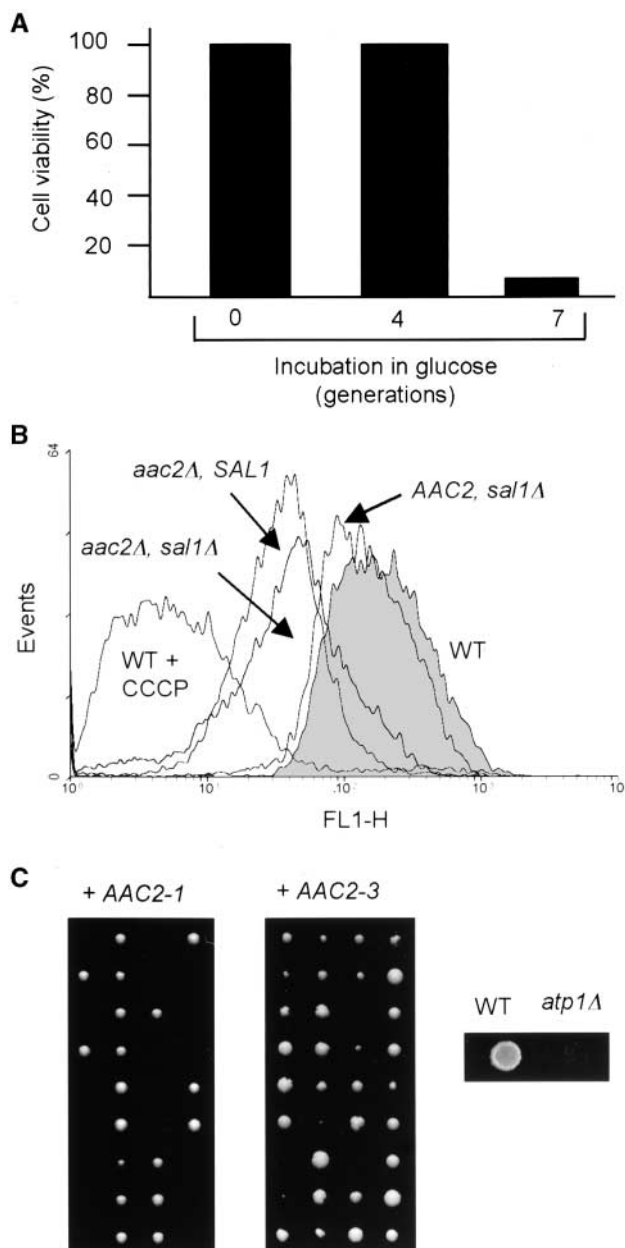 A
Cell viability (%)
100
80
60
40
20
0 4 7
Incubation in glucose
(generations)
B
64
Events
0
aac2Δ, SAL1
AAC2, sal1Δ
aac2Δ, sal1Δ
WT +
CCCP
WT
FL1-H
C
+ AAC2-1
+ AAC2-3
WT atp1Δ